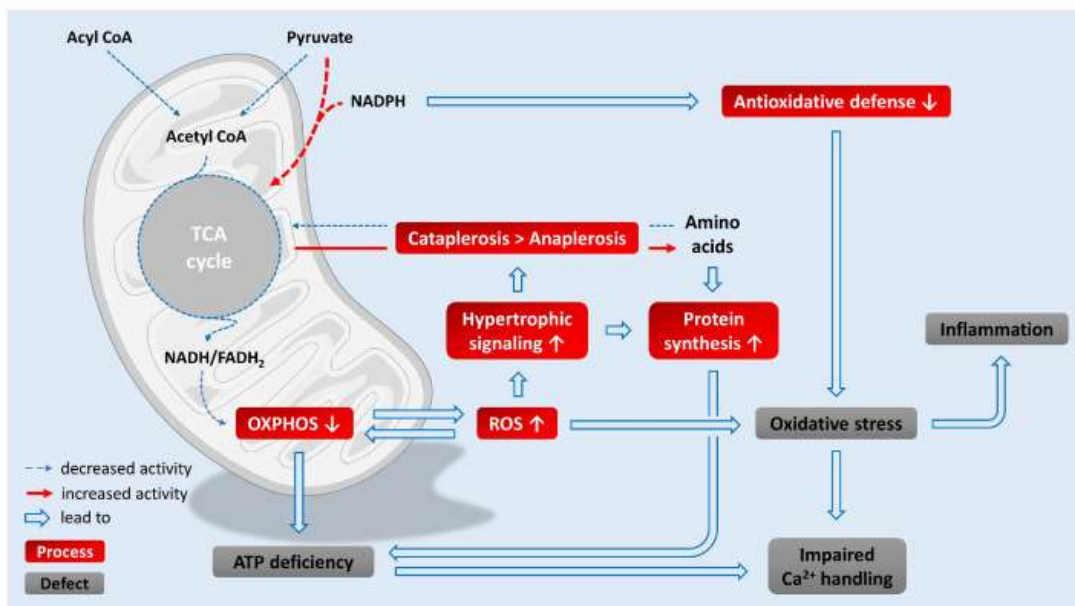 Acyl CoA
Pyruvate
NADPH
Antioxidative defense ↓
Acetyl CoA
TCA
cycle
Cataplerosis > Anaplerosis
Amino
acids
Hypertrophic
signaling ↑
Protein
synthesis ↑
Inflammation
NADH/FADH₂
OXPHOS ↓
ROS ↑
Oxidative stress
decreased activity
increased activity
lead to
Process
Defect
ATP deficiency
Impaired
Ca²⁺ handling